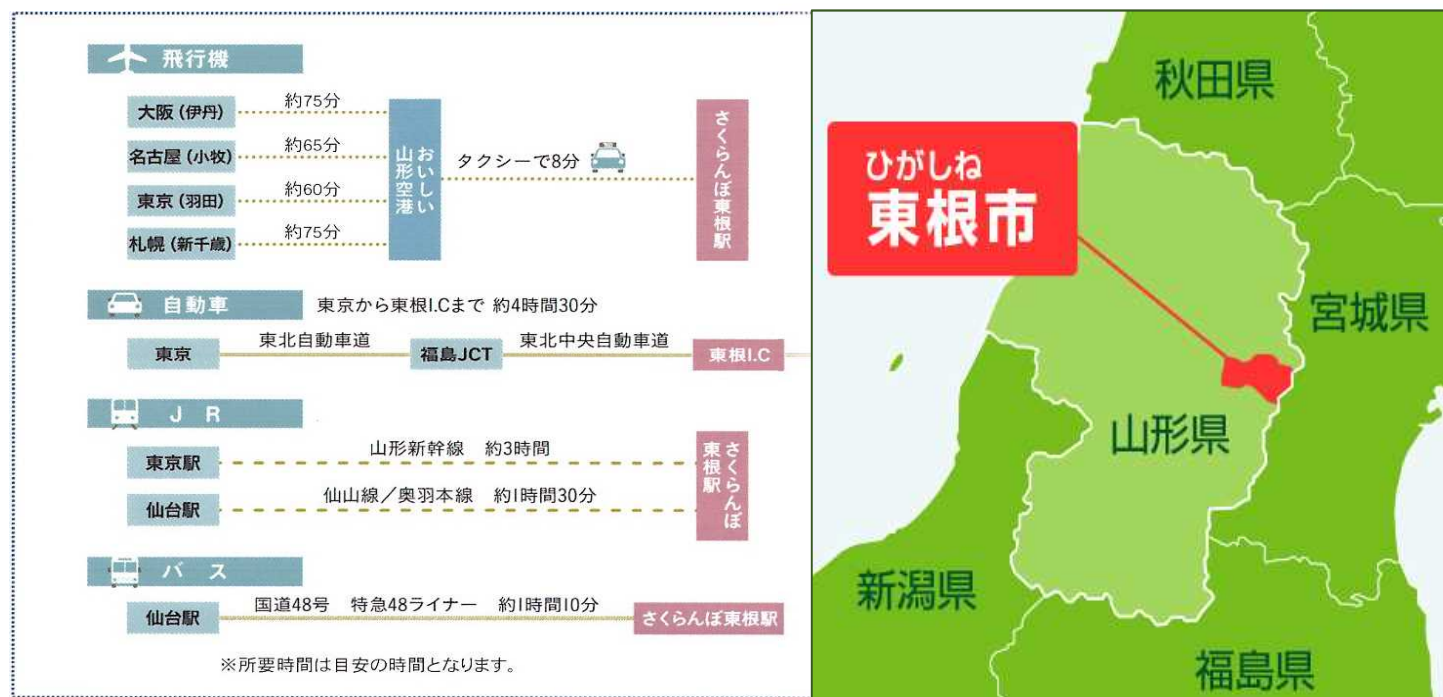 飛行機
大阪(伊丹)
約75分
名古屋(小牧)
約65分
東京(羽田)
約60分
札幌(新千歳)
約75分
おいしい
山形空港
タクシーで8分
さくらんぼ東根駅
自動車
東京から東根I.Cまで 約4時間30分
東京
東北自動車道
福島JCT
東北中央自動車道
東根I.C
JR
東京駅
山形新幹線 約3時間
仙台駅
仙山線/奥羽本線 約1時間30分
さくらんぼ
東根駅
バス
仙台駅
国道48号 特急48ライナー 約1時間10分
さくらんぼ東根駅
※所要時間は目安の時間となります。
秋田県
ひがしね
東根市
宮城県
山形県
新潟県
福島県